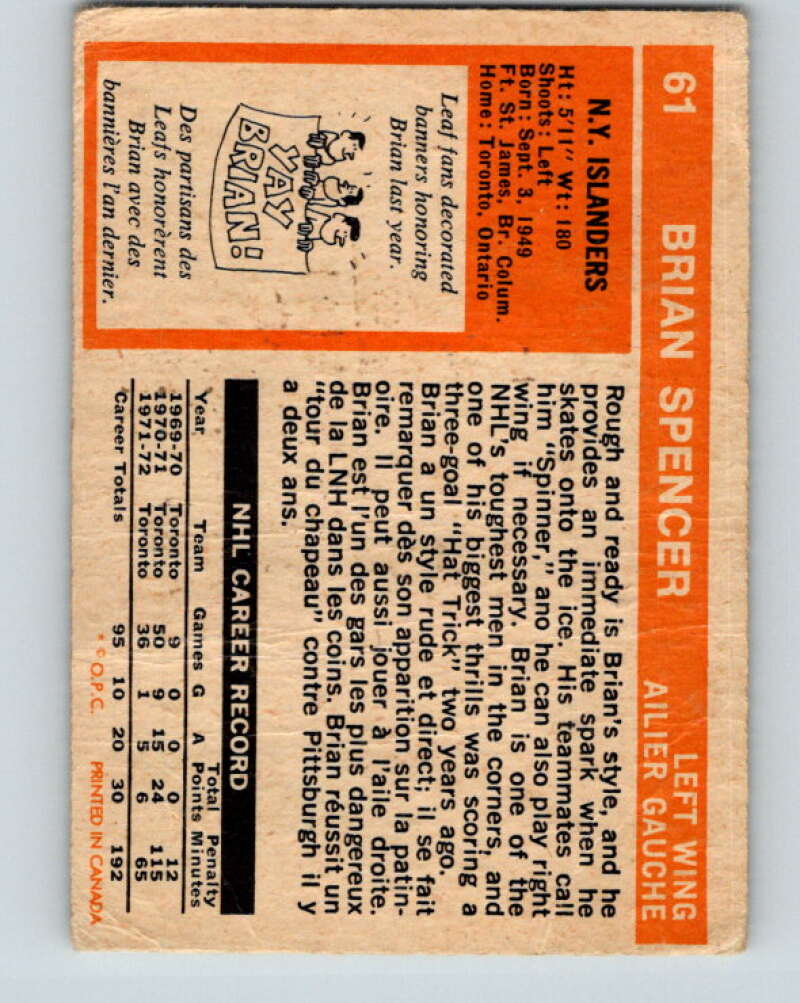 61 BRIAN SPENCER LEFT WING
AILIER GAUCHE
N.Y. ISLANDERS
Ht: 5'11" Wt: 180
Shoots: Left
Born: Sept. 3, 1949
Ft. St. James, Br. Colum.
Home: Toronto, Ontario
Leaf fans decorated
banners honoring
Brian last year.
YAY
BRIAN!
Des partisans des
Leafs honorèrent
Brian avec des
bannières l'an dernier.
Rough and ready is Brian's style, and he
provides an immediate spark when he
skates onto the ice. His teammates call
him "Spinner," ano he can also play right
wing if necessary. Brian is one of the
NHL's toughest men in the corners, and
one of his biggest thrills was scoring a
three-goal "Hat Trick" two years ago.
Brian a un style rude et direct; il se fait
remarquer dès son apparition sur la patin-
oire. Il peut aussi jouer à l'aile droite.
Brian est l'un des gars les plus dangereux
de la LNH dans les coins. Brian réussit un
"tour du chapeau" contre Pittsburgh il y
a deux ans.
NHL CAREER RECORD
Total Penalty
Year Team Games G A Points Minutes
1969-70 Toronto 9 0 0 0 12
1970-71 Toronto 50 9 15 24 115
1971-72 Toronto 36 1 5 6 65
Career Totals 95 10 20 30 192
* © O.P.C. PRINTED IN CANADA